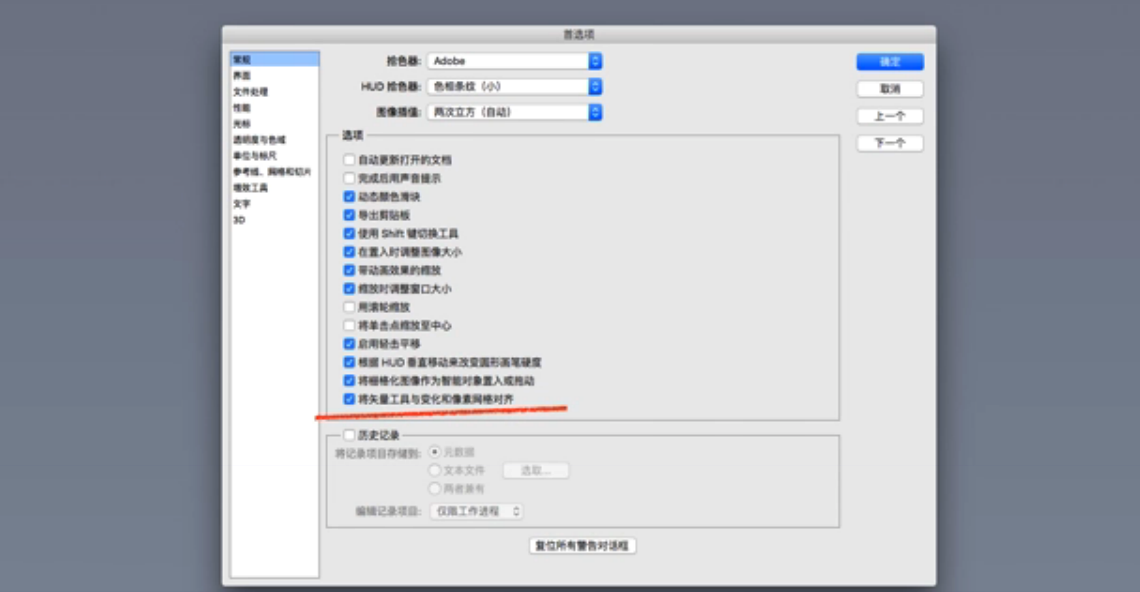 首选项
常规
界面
文件处理
性能
光标
透明度与色域
单位与标尺
参考线、网格和切片
增效工具
文字
3D
拾色器: Adobe
HUD 拾色器: 色相条纹（小）
图像插值: 两次立方（自动）
选项
自动更新打开的文档
完成后用声音提示
动态颜色滑块
导出剪贴板
使用 Shift 键切换工具
在置入时调整图像大小
带动画效果的缩放
缩放时调整窗口大小
用滚轮缩放
将单击点缩放至中心
启用轻击平移
根据 HUD 垂直移动来改变圆形画笔硬度
将栅格化图像作为智能对象置入或拖动
将矢量工具与变化和像素网格对齐
历史记录
将记录项目存储到: 元数据
文本文件 选取...
两者兼有
编辑记录项目: 仅限工作进程
复位所有警告对话框
确定
取消
上一个
下一个